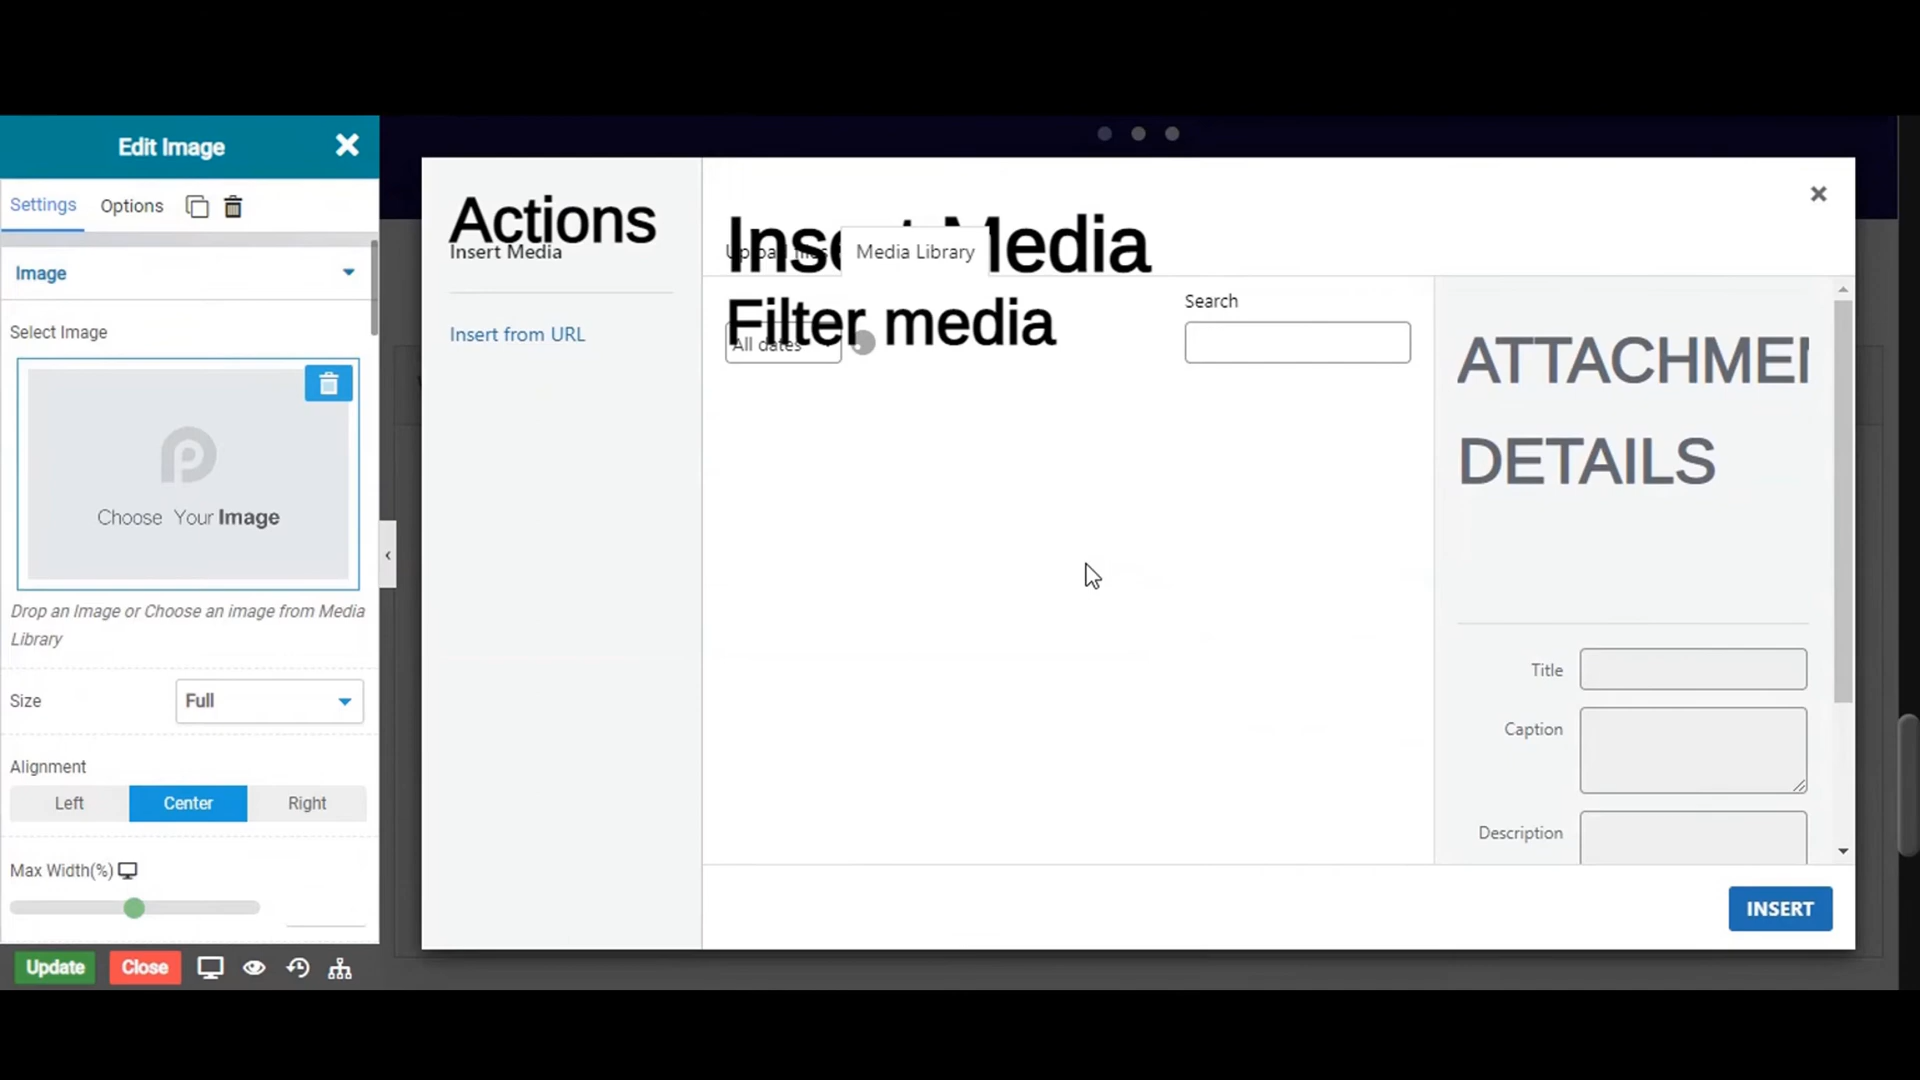 Edit Image
Settings
Options
Image
Select Image
Choose Your Image
Drop an Image or Choose an image from Media
Library
Size
Full
Alignment
Left
Center
Right
Max Width(%)
Update
Close
Actions
Insert Media
Insert from URL
Insert Media
Upload files
Media Library
Filter media
All dates
Search
ATTACHMEN
DETAILS
Title
Caption
Description
INSERT